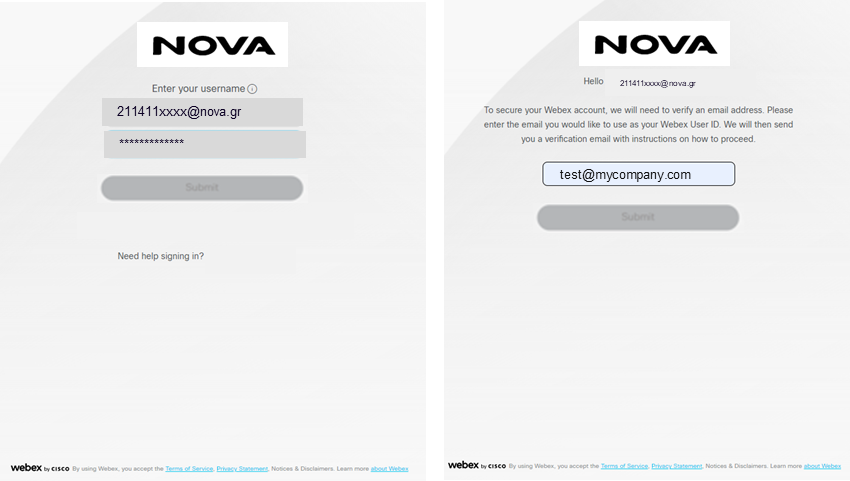 NOVA
Enter your username
211411xxxx@nova.gr
*************
Submit
Need help signing in?
webex by CISCO By using Webex, you accept the Terms of Service, Privacy Statement, Notices & Disclaimers. Learn more about Webex
NOVA
Hello 211411xxxx@nova.gr
To secure your Webex account, we will need to verify an email address. Please
enter the email you would like to use as your Webex User ID. We will then send
you a verification email with instructions on how to proceed.
test@mycompany.com
Submit
webex by CISCO By using Webex, you accept the Terms of Service, Privacy Statement, Notices & Disclaimers. Learn more about Webex